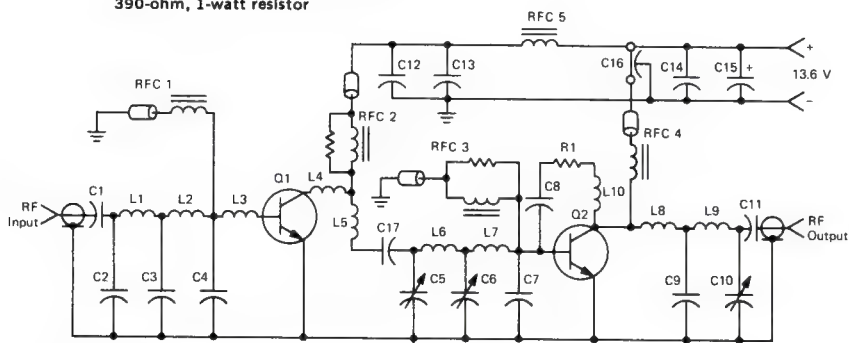 390-ohm, 1-watt resistor
RFC 5
C12
C13
C16
C14
C15
+
+
13.6 V
−
RFC 1
RFC 2
RFC 3
R1
RFC 4
Q1
L4
C8
L10
C1
L1
L2
L3
L5
Q2
L8
L9
C11
RF
Input
RF
Output
C17
L6
L7
C2
C3
C4
C5
C6
C7
C9
C10